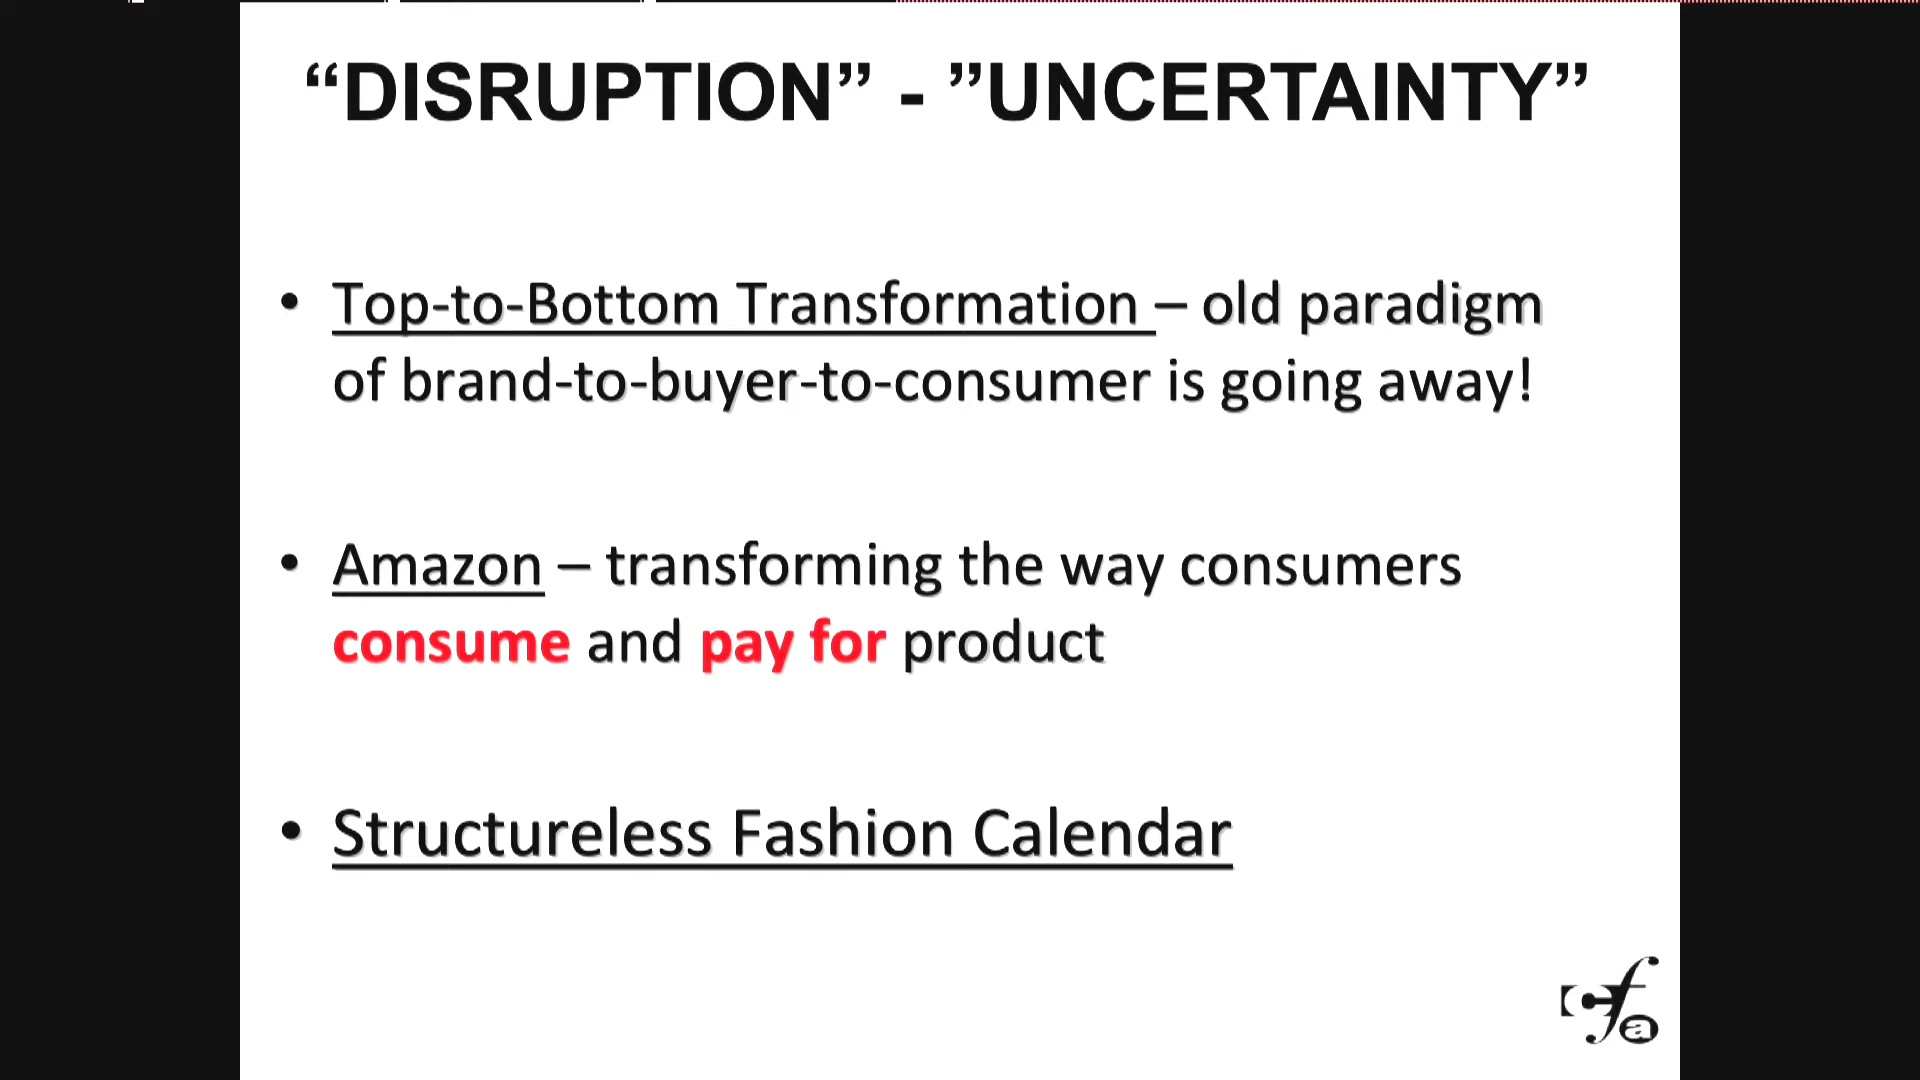 “DISRUPTION” - ”UNCERTAINTY”
• Top-to-Bottom Transformation – old paradigm
of brand-to-buyer-to-consumer is going away!
• Amazon – transforming the way consumers
consume and pay for product
• Structureless Fashion Calendar
cfa